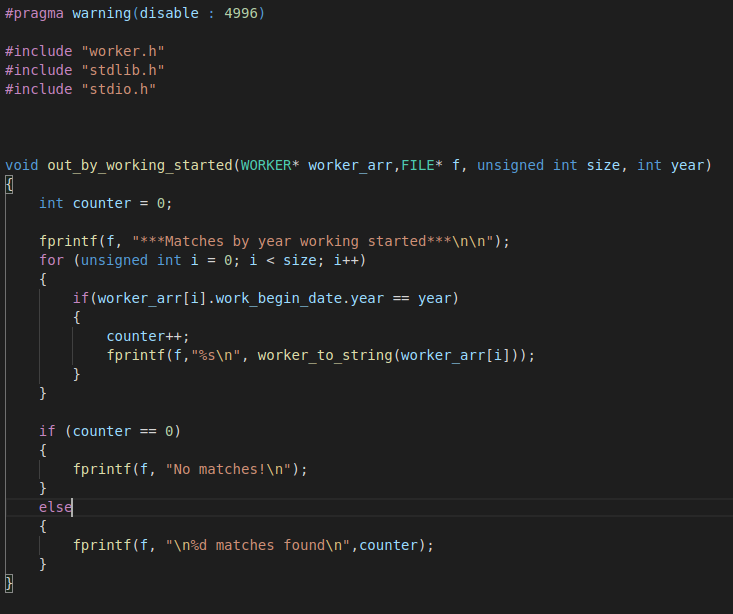 #pragma warning(disable : 4996)
#include "worker.h"
#include "stdlib.h"
#include "stdio.h"
void out_by_working_started(WORKER* worker_arr,FILE* f, unsigned int size, int year)
{
    int counter = 0;
    fprintf(f, "***Matches by year working started***\n\n");
    for (unsigned int i = 0; i < size; i++)
    {
        if(worker_arr[i].work_begin_date.year == year)
        {
            counter++;
            fprintf(f,"%s\n", worker_to_string(worker_arr[i]));
        }
    }
    if (counter == 0)
    {
        fprintf(f, "No matches!\n");
    }
    else
    {
        fprintf(f, "\n%d matches found\n",counter);
    }
}